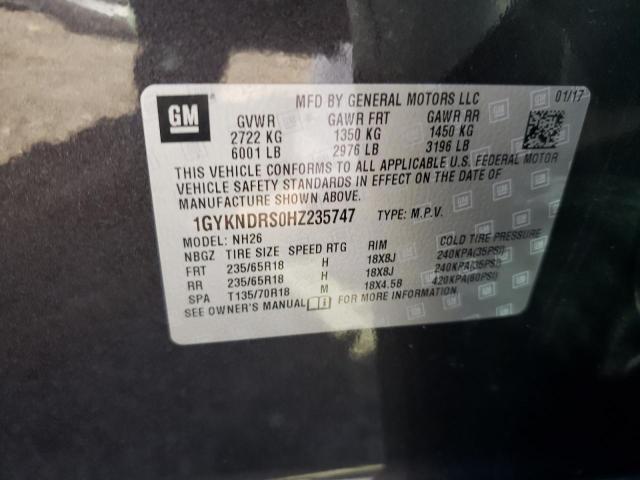 GM
MFD BY GENERAL MOTORS LLC 01/17
GVWR GAWR FRT GAWR RR
2722 KG 1350 KG 1450 KG
6001 LB 2976 LB 3196 LB
THIS VEHICLE CONFORMS TO ALL APPLICABLE U.S. FEDERAL MOTOR
VEHICLE SAFETY STANDARDS IN EFFECT ON THE DATE OF
MANUFACTURE SHOWN ABOVE.
1GYKNDRS0HZ235747 TYPE: M.P.V.
MODEL: NH26
NBGZ TIRE SIZE SPEED RTG RIM COLD TIRE PRESSURE
FRT 235/65R18 H 18X8J 240KPA(35PSI)
RR 235/65R18 H 18X8J 240KPA(35PSI)
SPA T135/70R18 M 18X4.5B 420KPA(60PSI)
SEE OWNER'S MANUAL FOR MORE INFORMATION